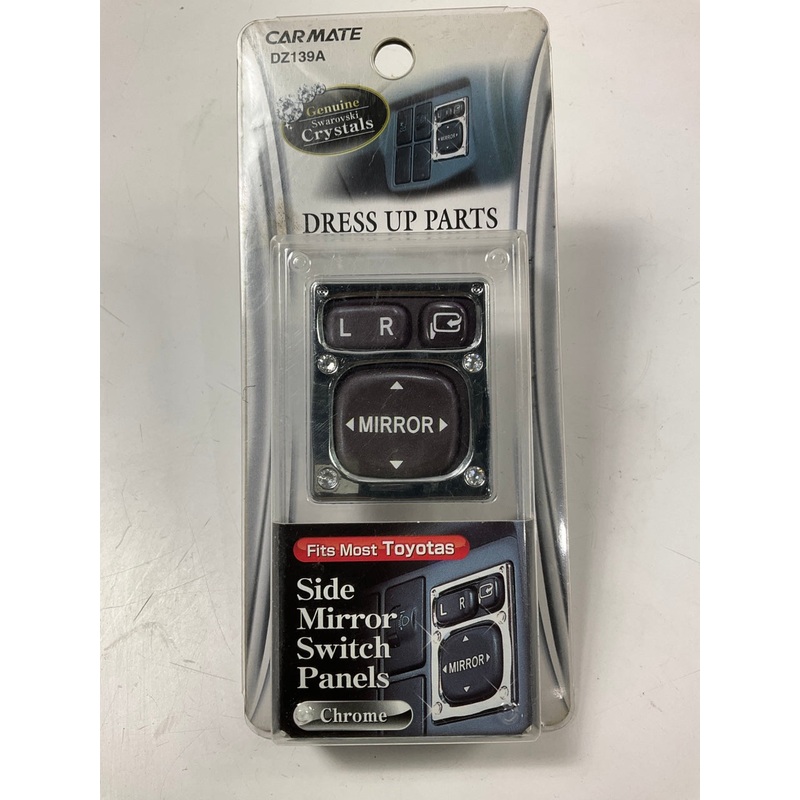 CAR MATE
DZ139A
Genuine
Swarovski
Crystals
MIRROR
DRESS UP PARTS
L R
MIRROR
Fits Most Toyotas
Side
Mirror
Switch
Panels
L R
MIRROR
Chrome